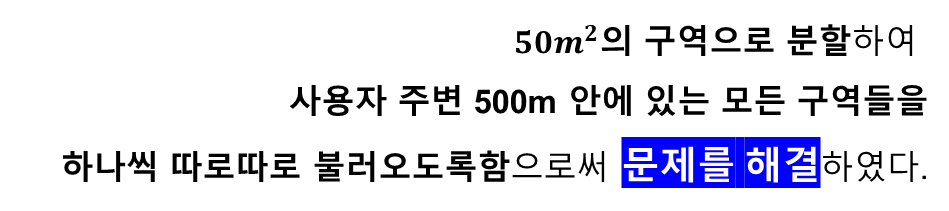 50m²의 구역으로 분할하여
사용자 주변 500m 안에 있는 모든 구역들을
하나씩 따로따로 불러오도록함으로써 문제를 해결하였다.